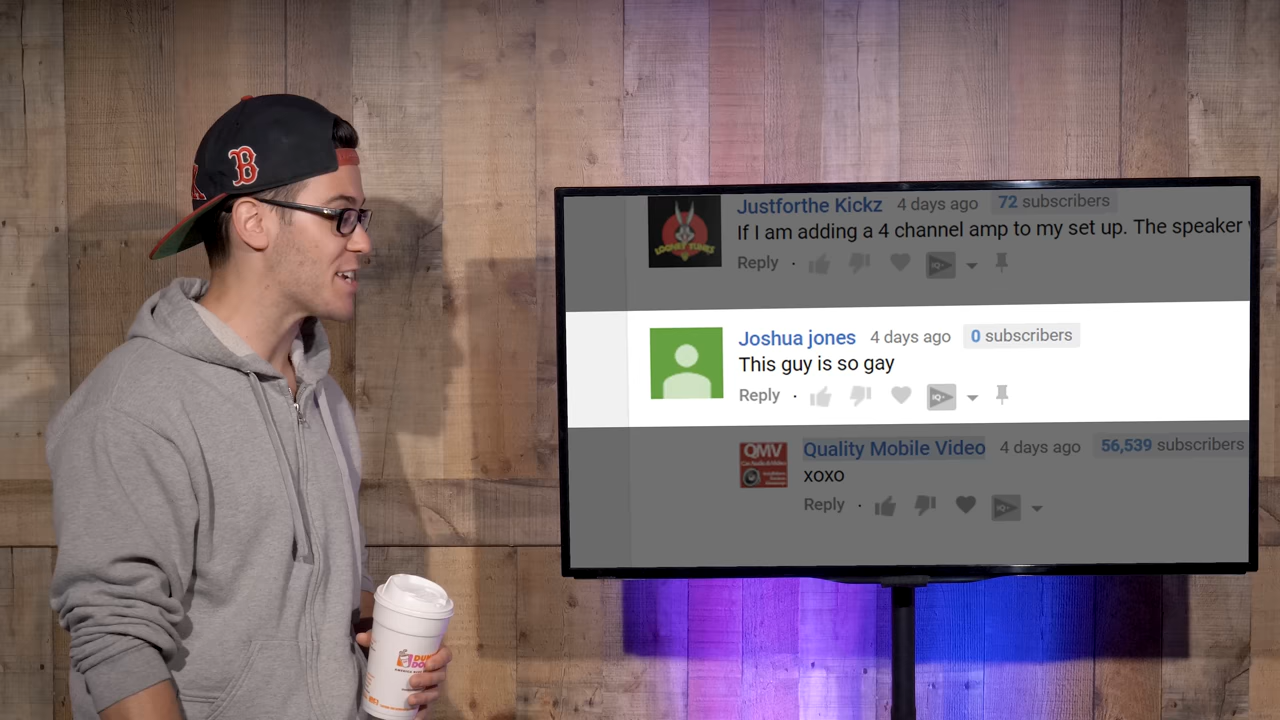 B
Justforthe Kickz 4 days ago 72 subscribers
If I am adding a 4 channel amp to my set up. The speaker
Reply ·
LOONEY TUNES
Joshua jones 4 days ago 0 subscribers
This guy is so gay
Reply ·
QMV
Quality Mobile Video 4 days ago 56,539 subscribers
xoxo
Reply ·